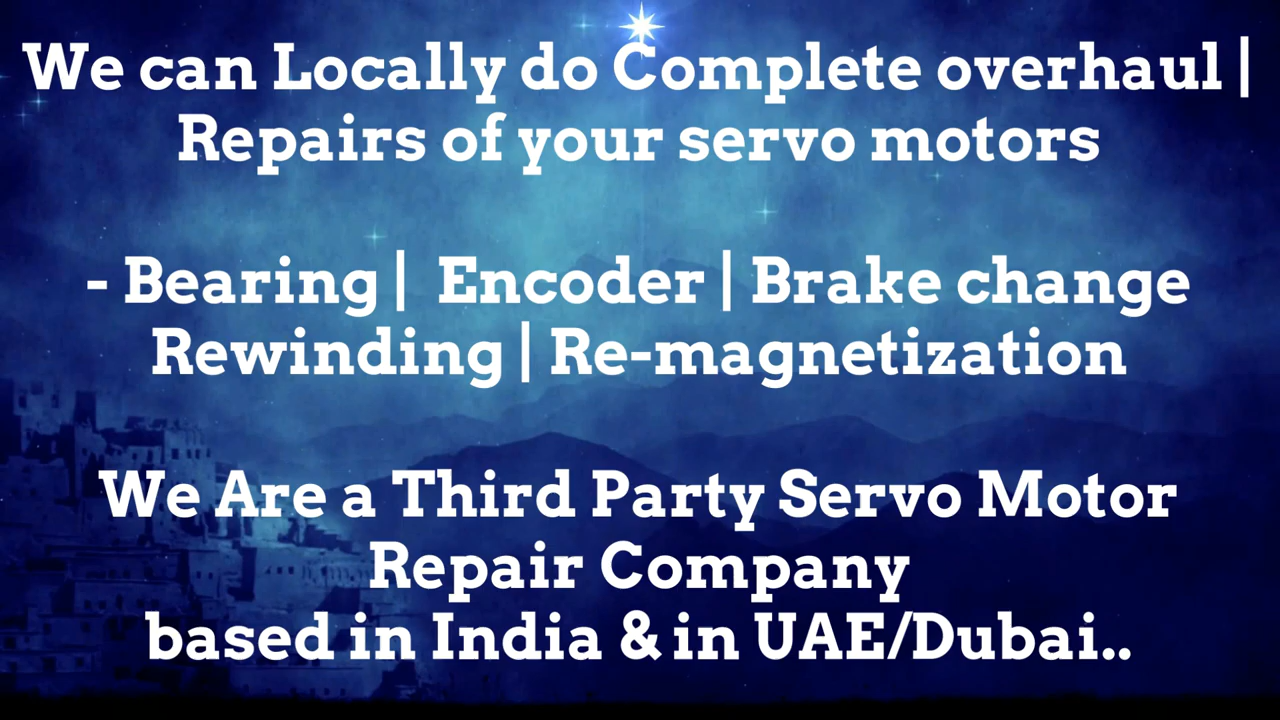 We can Locally do Complete overhaul |
Repairs of your servo motors
- Bearing | Encoder | Brake change
Rewinding | Re-magnetization
We Are a Third Party Servo Motor
Repair Company
based in India & in UAE/Dubai..